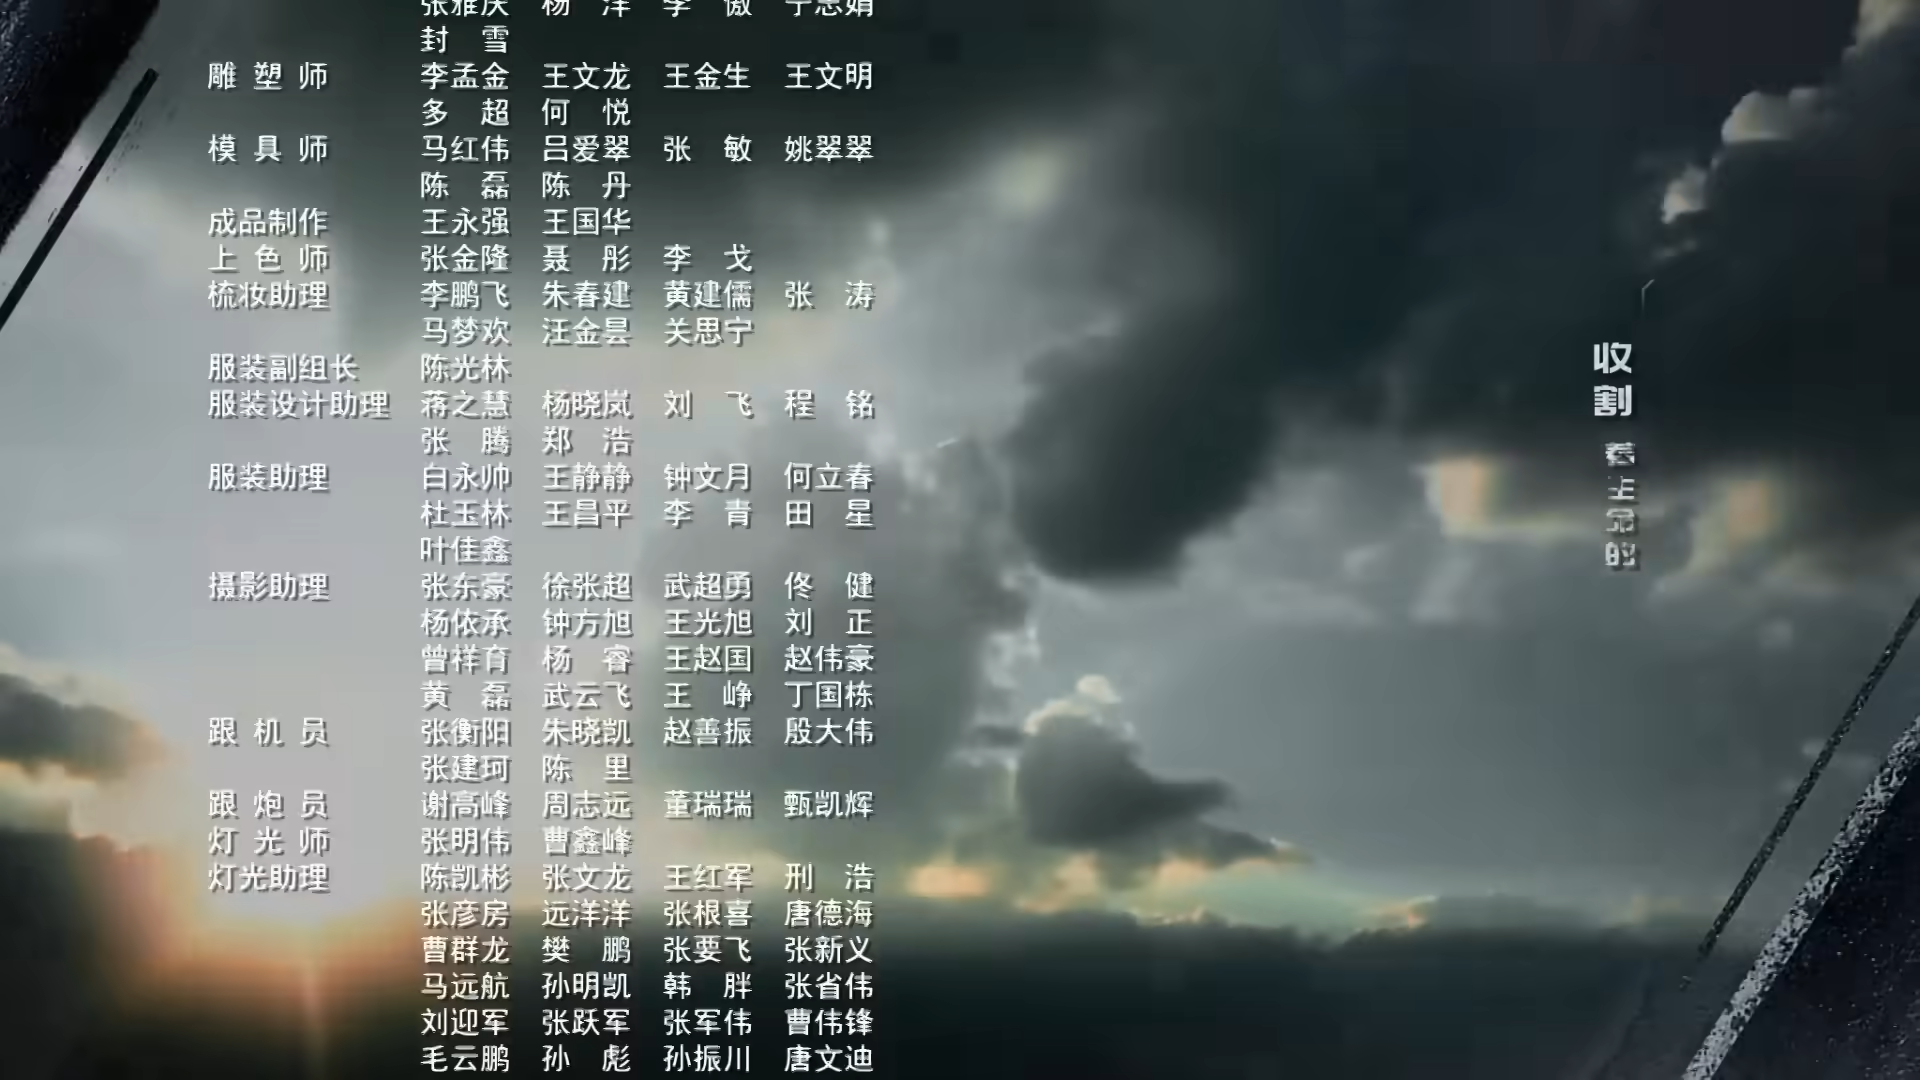 张雅庆 杨 洋 李 傲 宁志娟
封 雪
雕 塑 师 李孟金 王文龙 王金生 王文明
多 超 何 悦
模 具 师 马红伟 吕爱翠 张 敏 姚翠翠
陈 磊 陈 丹
成品制作 王永强 王国华
上 色 师 张金隆 聂 彤 李 戈
梳妆助理 李鹏飞 朱春建 黄建儒 张 涛
马梦欢 汪金昙 关思宁
服装副组长 陈光林
服装设计助理 蒋之慧 杨晓岚 刘 飞 程 铭
张 腾 郑 浩
服装助理 白永帅 王静静 钟文月 何立春
杜玉林 王昌平 李 青 田 星
叶佳鑫
摄影助理 张东豪 徐张超 武超勇 佟 健
杨依承 钟方旭 王光旭 刘 正
曾祥育 杨 睿 王赵国 赵伟豪
黄 磊 武云飞 王 峥 丁国栋
跟 机 员 张衡阳 朱晓凯 赵善振 殷大伟
张建珂 陈 里
跟 炮 员 谢高峰 周志远 董瑞瑞 甄凯辉
灯 光 师 张明伟 曹鑫峰
灯光助理 陈凯彬 张文龙 王红军 刑 浩
张彦房 远洋洋 张根喜 唐德海
曹群龙 樊 鹏 张要飞 张新义
马远航 孙明凯 韩 胖 张省伟
刘迎军 张跃军 张军伟 曹伟锋
毛云鹏 孙 彪 孙振川 唐文迪
收割
着生命的